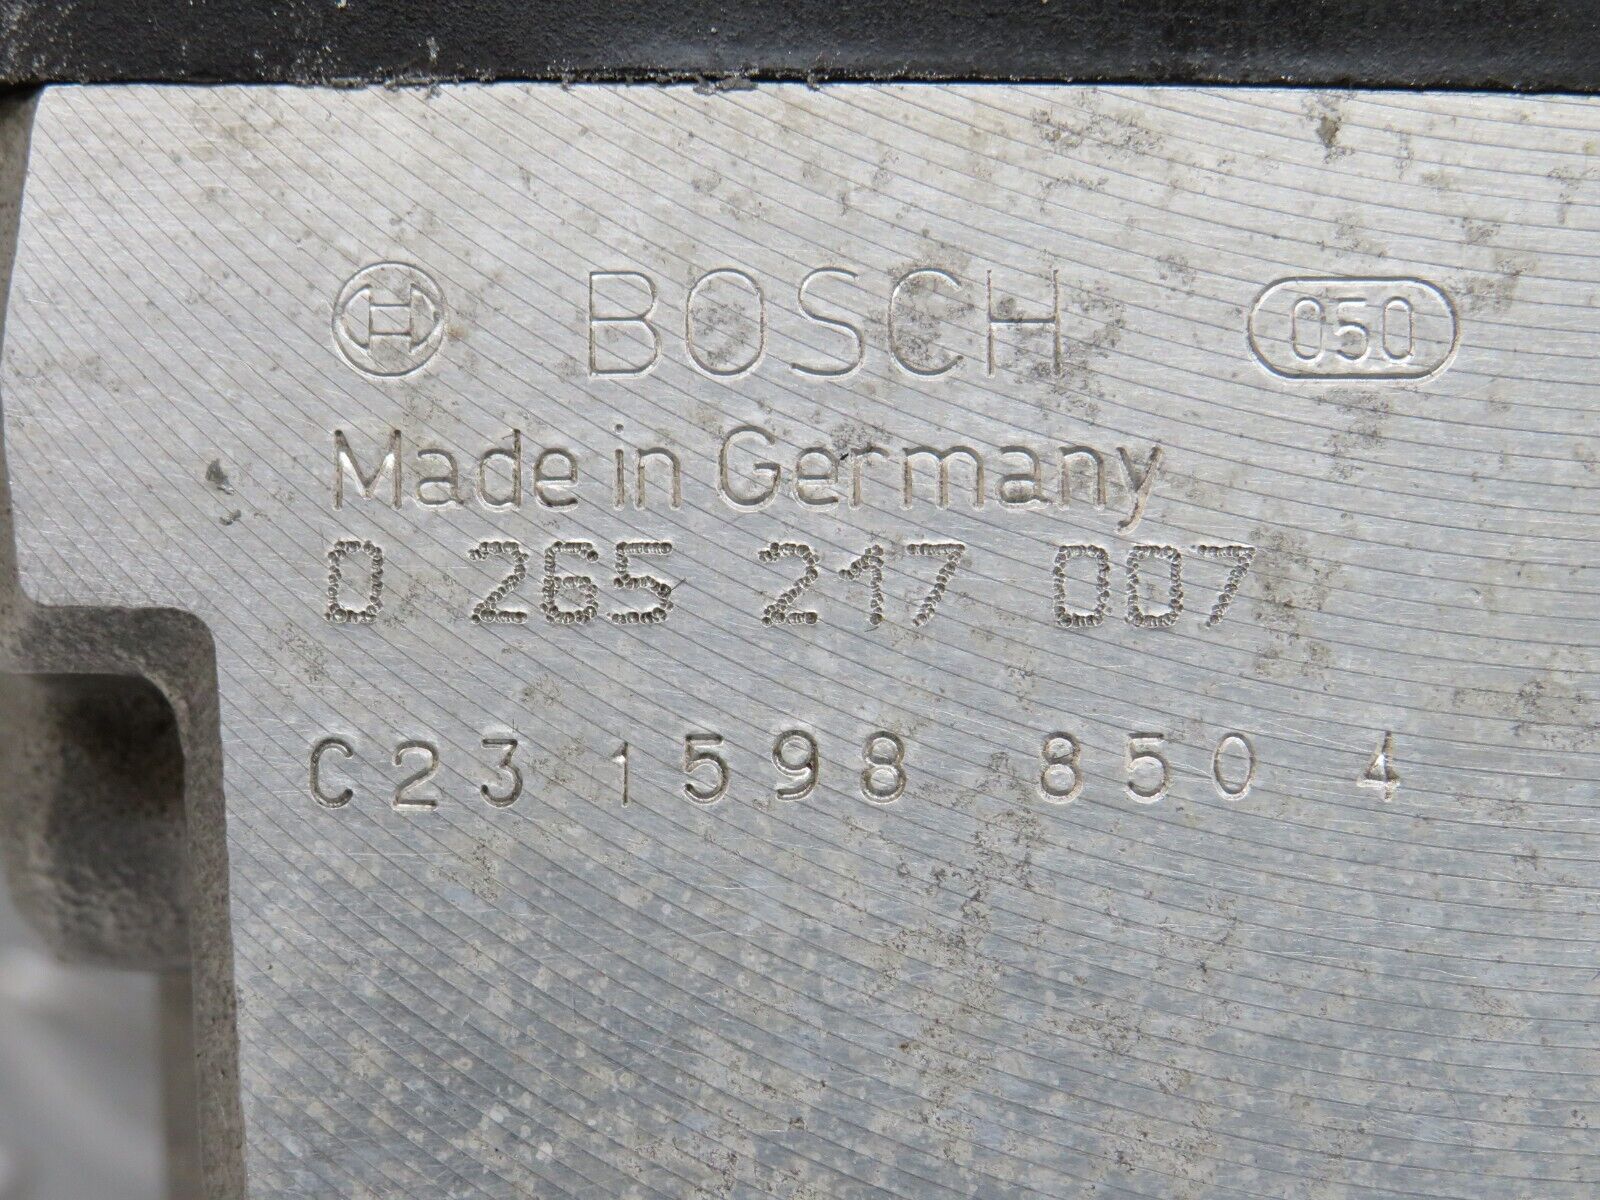 BOSCH 050
Made in Germany
0 265 217 007
C23 1598 850 4